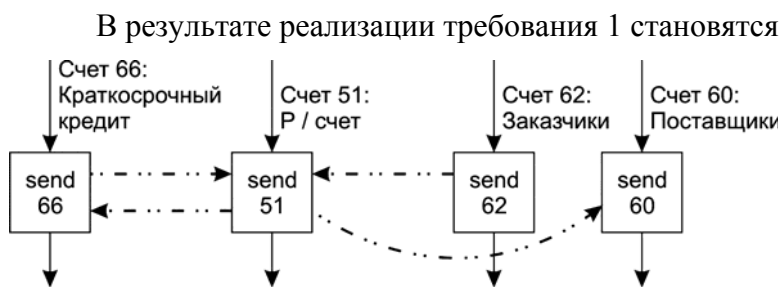 В результате реализации требования 1 становятся
Счет 66:
Краткосрочный
кредит
Счет 51:
Р / счет
Счет 62:
Заказчики
Счет 60:
Поставщики
send
66
send
51
send
62
send
60